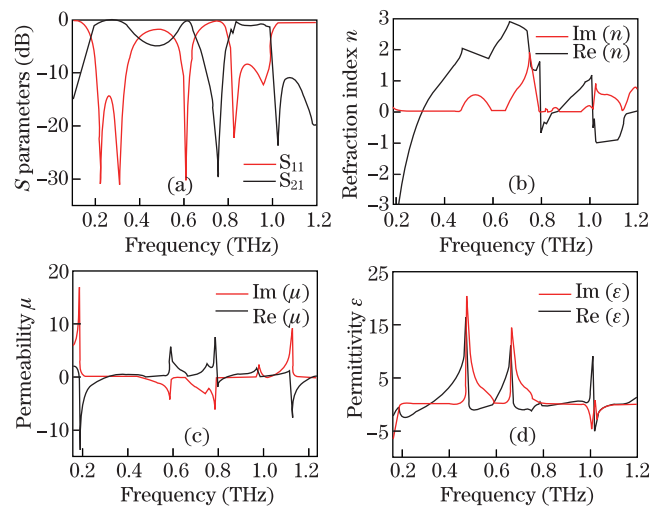 S parameters (dB)
0
-10
-20
-30
0.2 0.4 0.6 0.8 1.0 1.2
Frequency (THz)
(a)
S11
S21
Refraction index n
3
2
1
0
-1
-2
-3
0.2 0.4 0.6 0.8 1.0 1.2
Frequency (THz)
(b)
Im (n)
Re (n)
Permeability μ
20
10
0
-10
0.2 0.4 0.6 0.8 1.0 1.2
Frequency (THz)
(c)
Im (μ)
Re (μ)
Permittivity ε
25
15
5
-5
0.2 0.4 0.6 0.8 1.0 1.2
Frequency (THz)
(d)
Im (ε)
Re (ε)